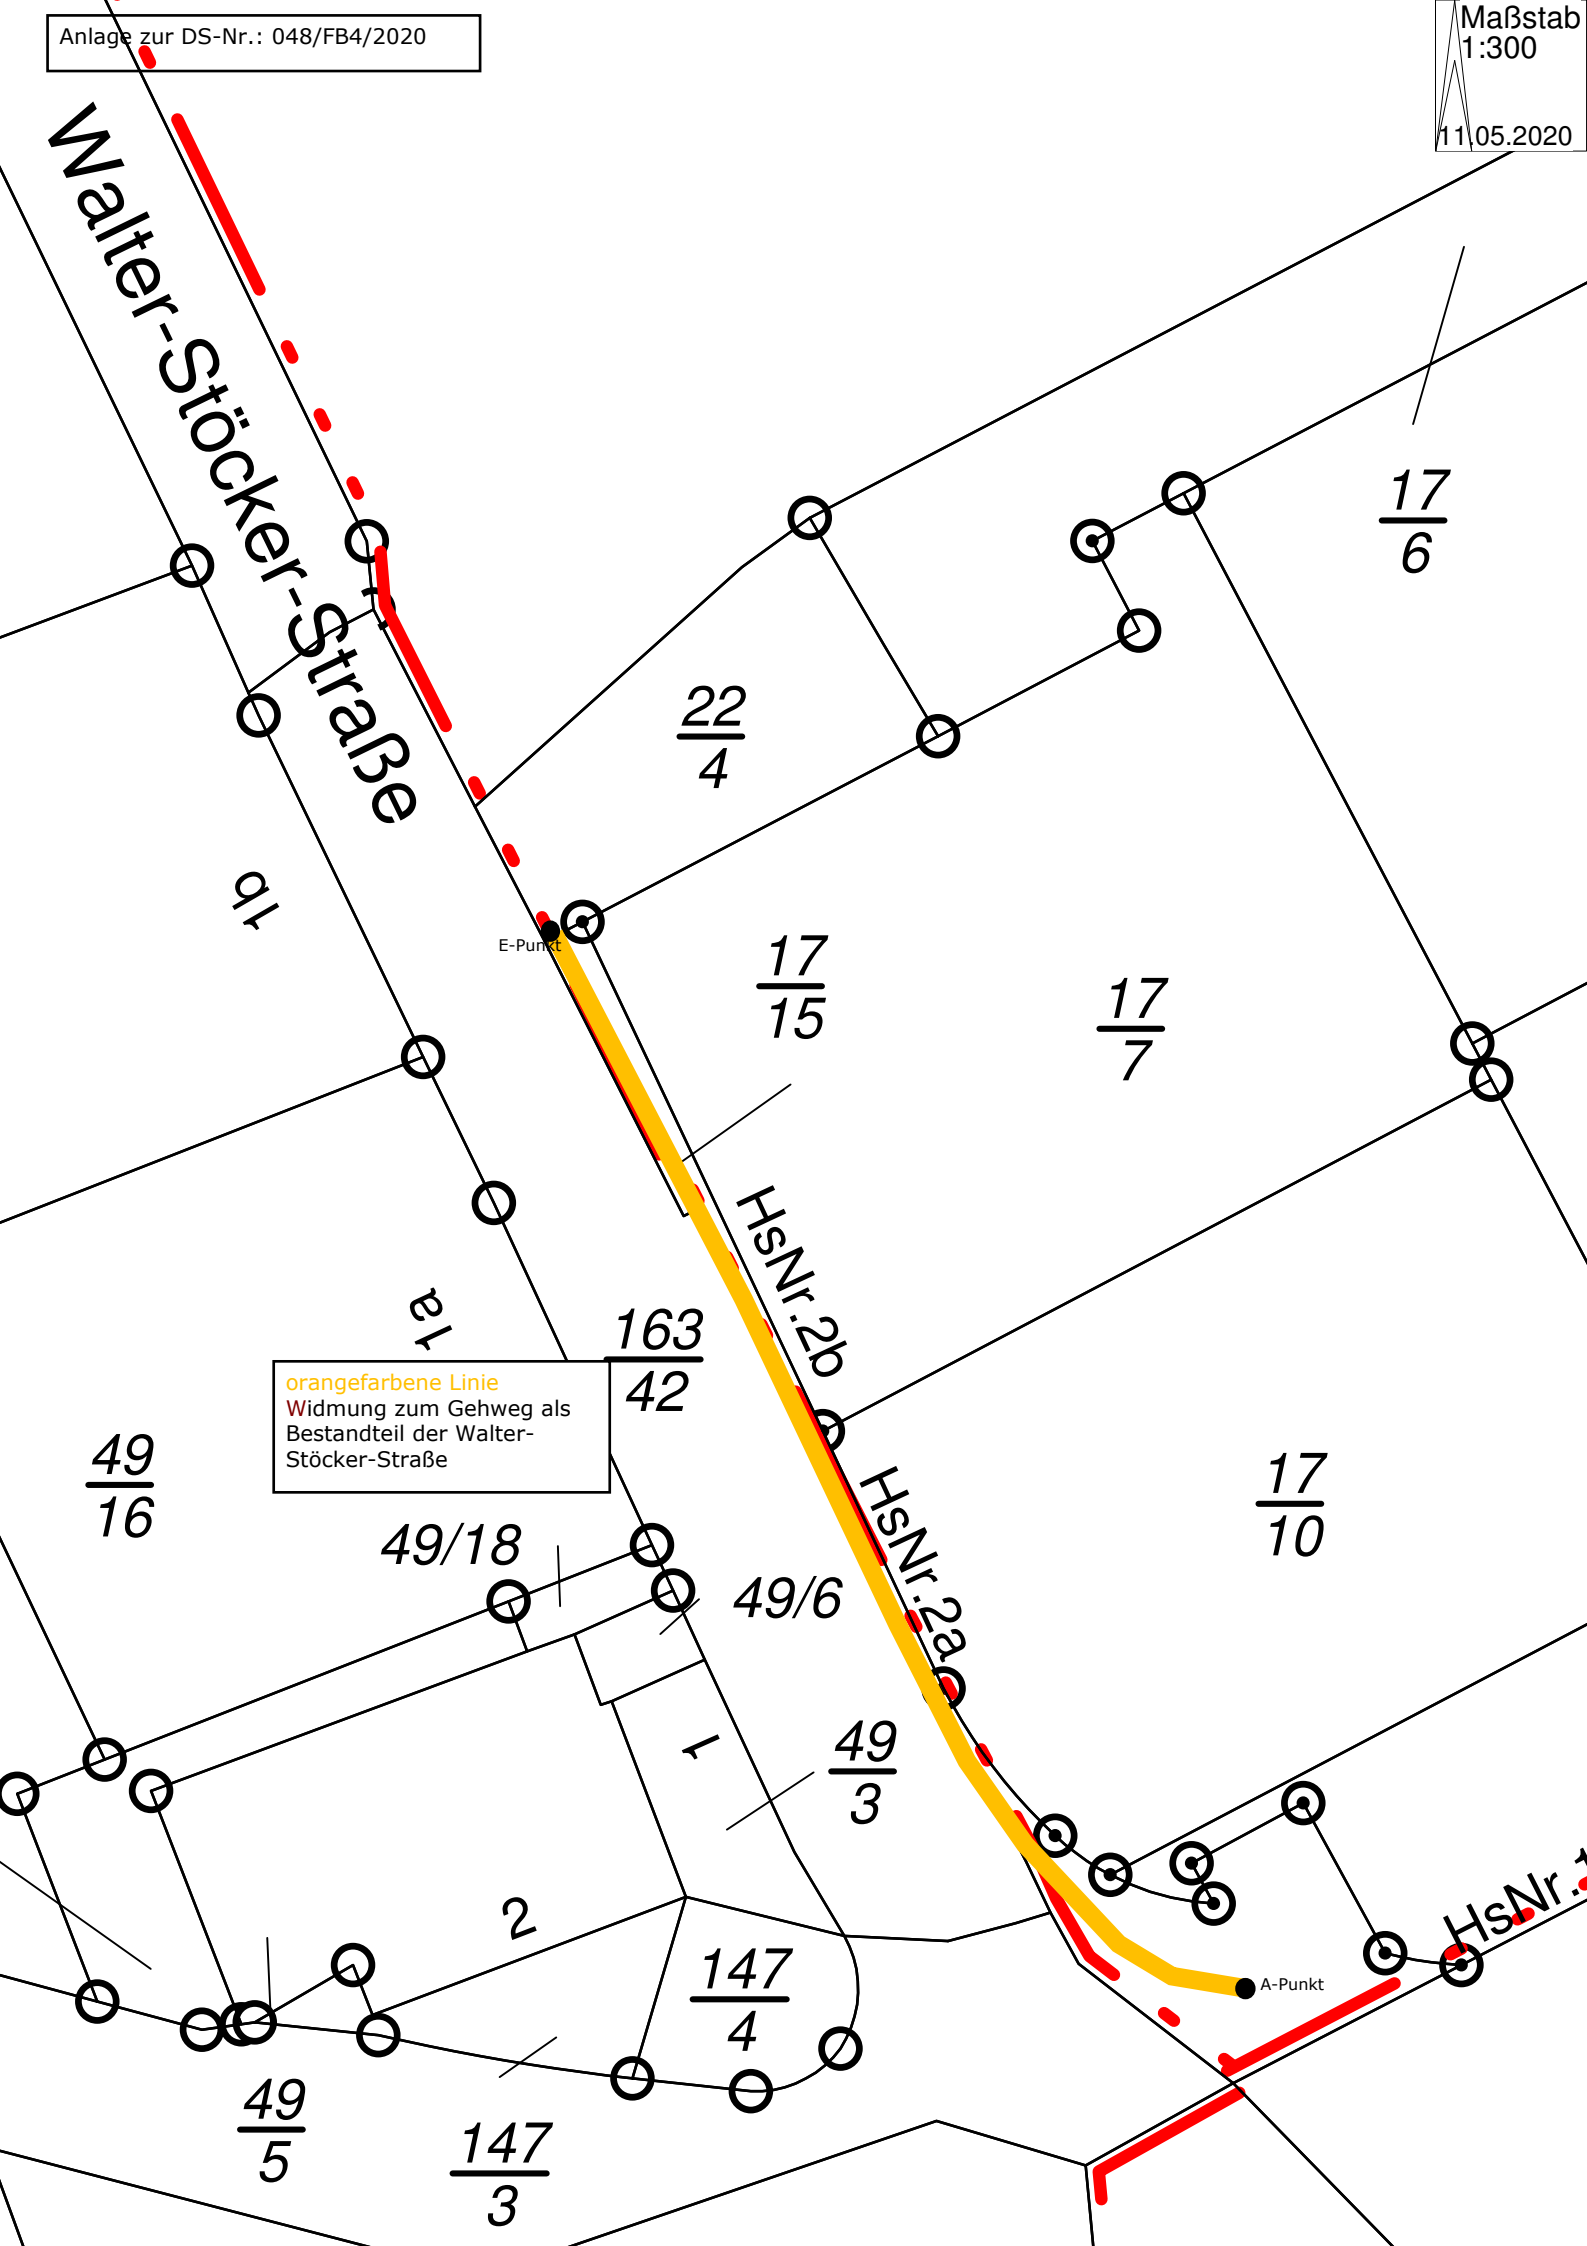 Anlage zur DS-Nr.: 048/FB4/2020
Maßstab
1:300
11.05.2020
Walter-Stöcker-Straße
17
6
22
4
1b
E-Punkt
17
15
17
7
HsNr.2b
1a
163
42
orangefarbene Linie
Widmung zum Gehweg als
Bestandteil der Walter-
Stöcker-Straße
49
16
17
10
HsNr.2a
49/18
49/6
1
49
3
2
HsNr.1
147
4
A-Punkt
49
5
147
3